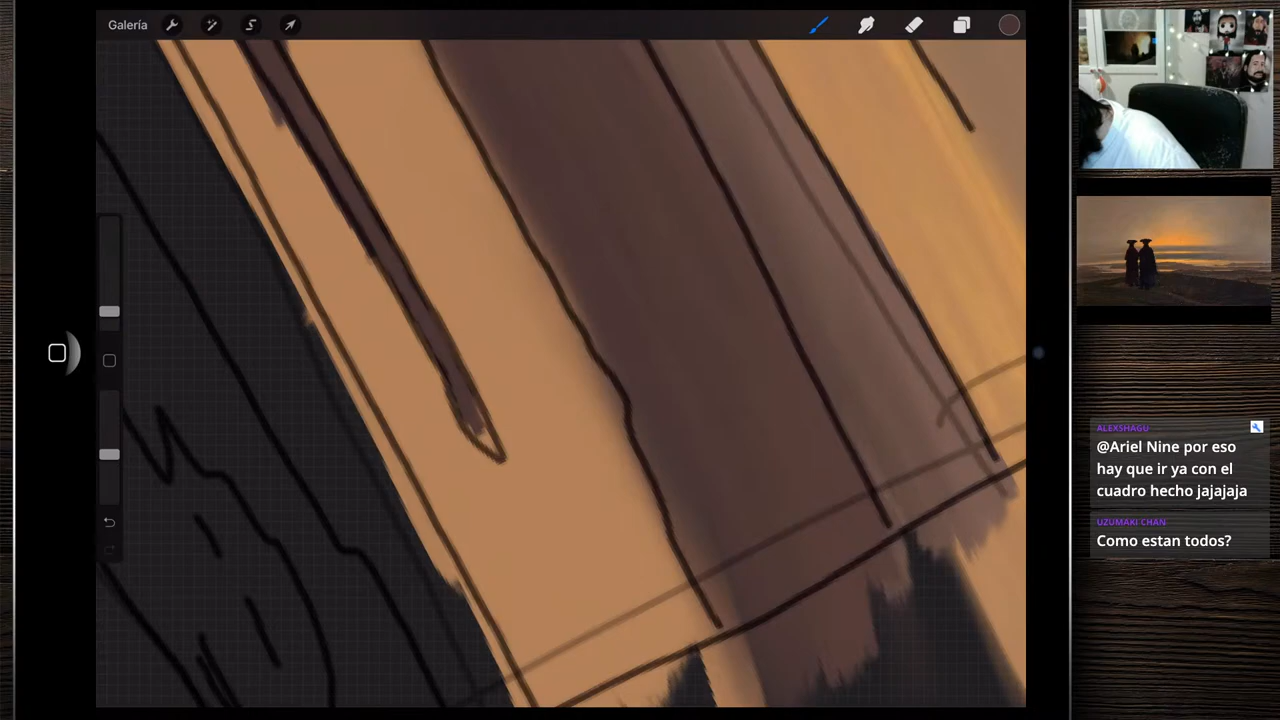 Galería
ALEXSHAGU
@Ariel Nine por eso
hay que ir ya con el
cuadro hecho jajajaja
UZUMAKI CHAN
Como estan todos?